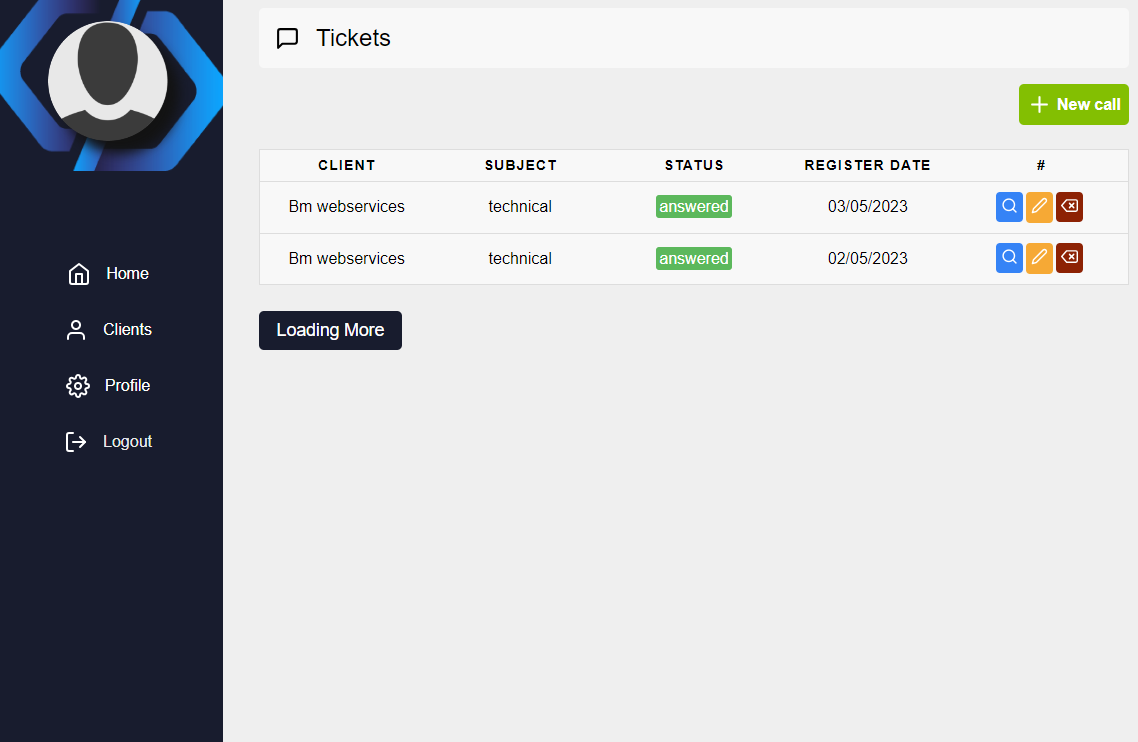 Tickets
New call
CLIENT SUBJECT STATUS REGISTER DATE #
Bm webservices technical answered 03/05/2023
Bm webservices technical answered 02/05/2023
Loading More
Home
Clients
Profile
Logout